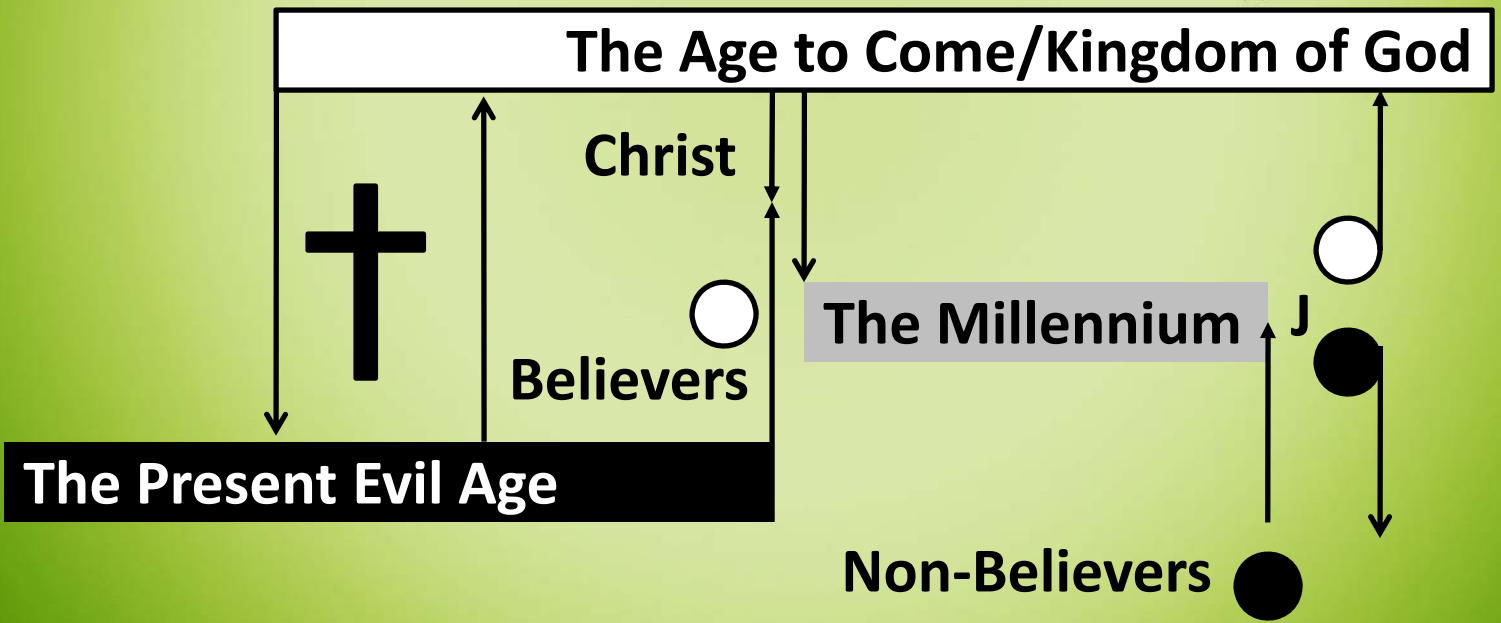 The Age to Come/Kingdom of God
Christ
The Millennium
J
Believers
The Present Evil Age
Non-Believers